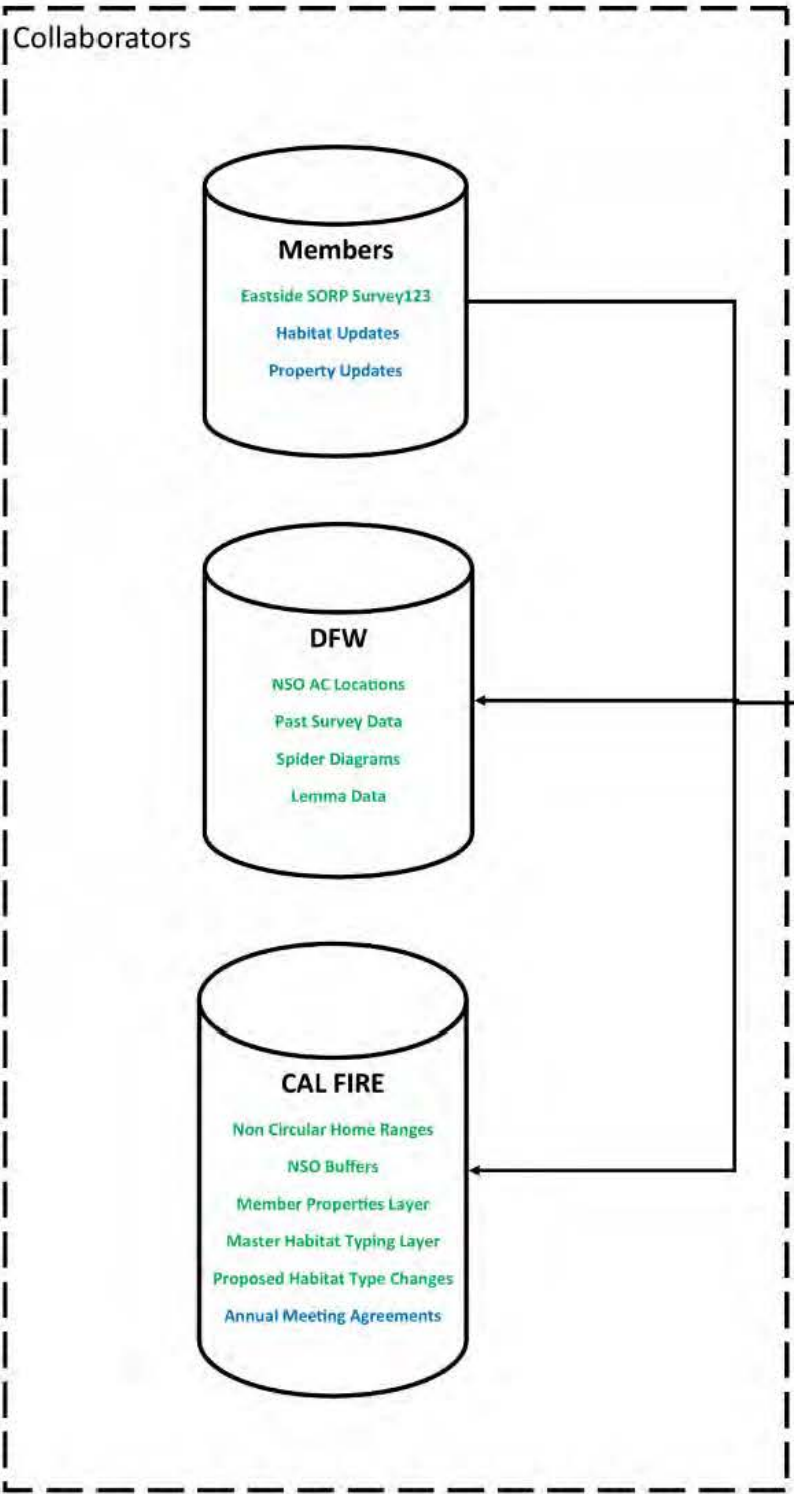 Collaborators
Members
Eastside SORP Survey123
Habitat Updates
Property Updates
DFW
NSO AC Locations
Past Survey Data
Spider Diagrams
Lemma Data
CAL FIRE
Non Circular Home Ranges
NSO Buffers
Member Properties Layer
Master Habitat Typing Layer
Proposed Habitat Type Changes
Annual Meeting Agreements